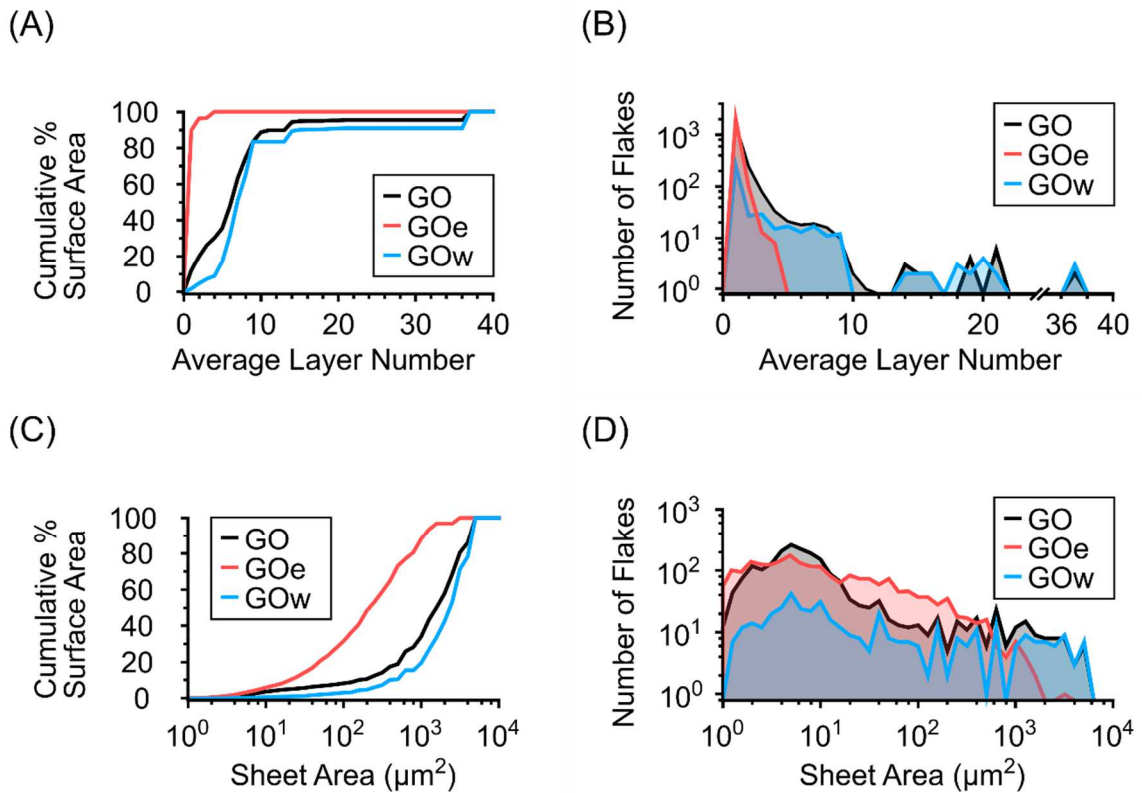 (A)
Cumulative %
Surface Area
100
80
60
40
20
0
GO
GOe
GOw
0 10 20 30 40
Average Layer Number
(B)
Number of Flakes
10³
10²
10¹
10⁰
GO
GOe
GOw
0 10 20 36 40
Average Layer Number
(C)
Cumulative %
Surface Area
100
80
60
40
20
0
GO
GOe
GOw
10⁰ 10¹ 10² 10³ 10⁴
Sheet Area (µm²)
(D)
Number of Flakes
10³
10²
10¹
10⁰
GO
GOe
GOw
10⁰ 10¹ 10² 10³ 10⁴
Sheet Area (µm²)